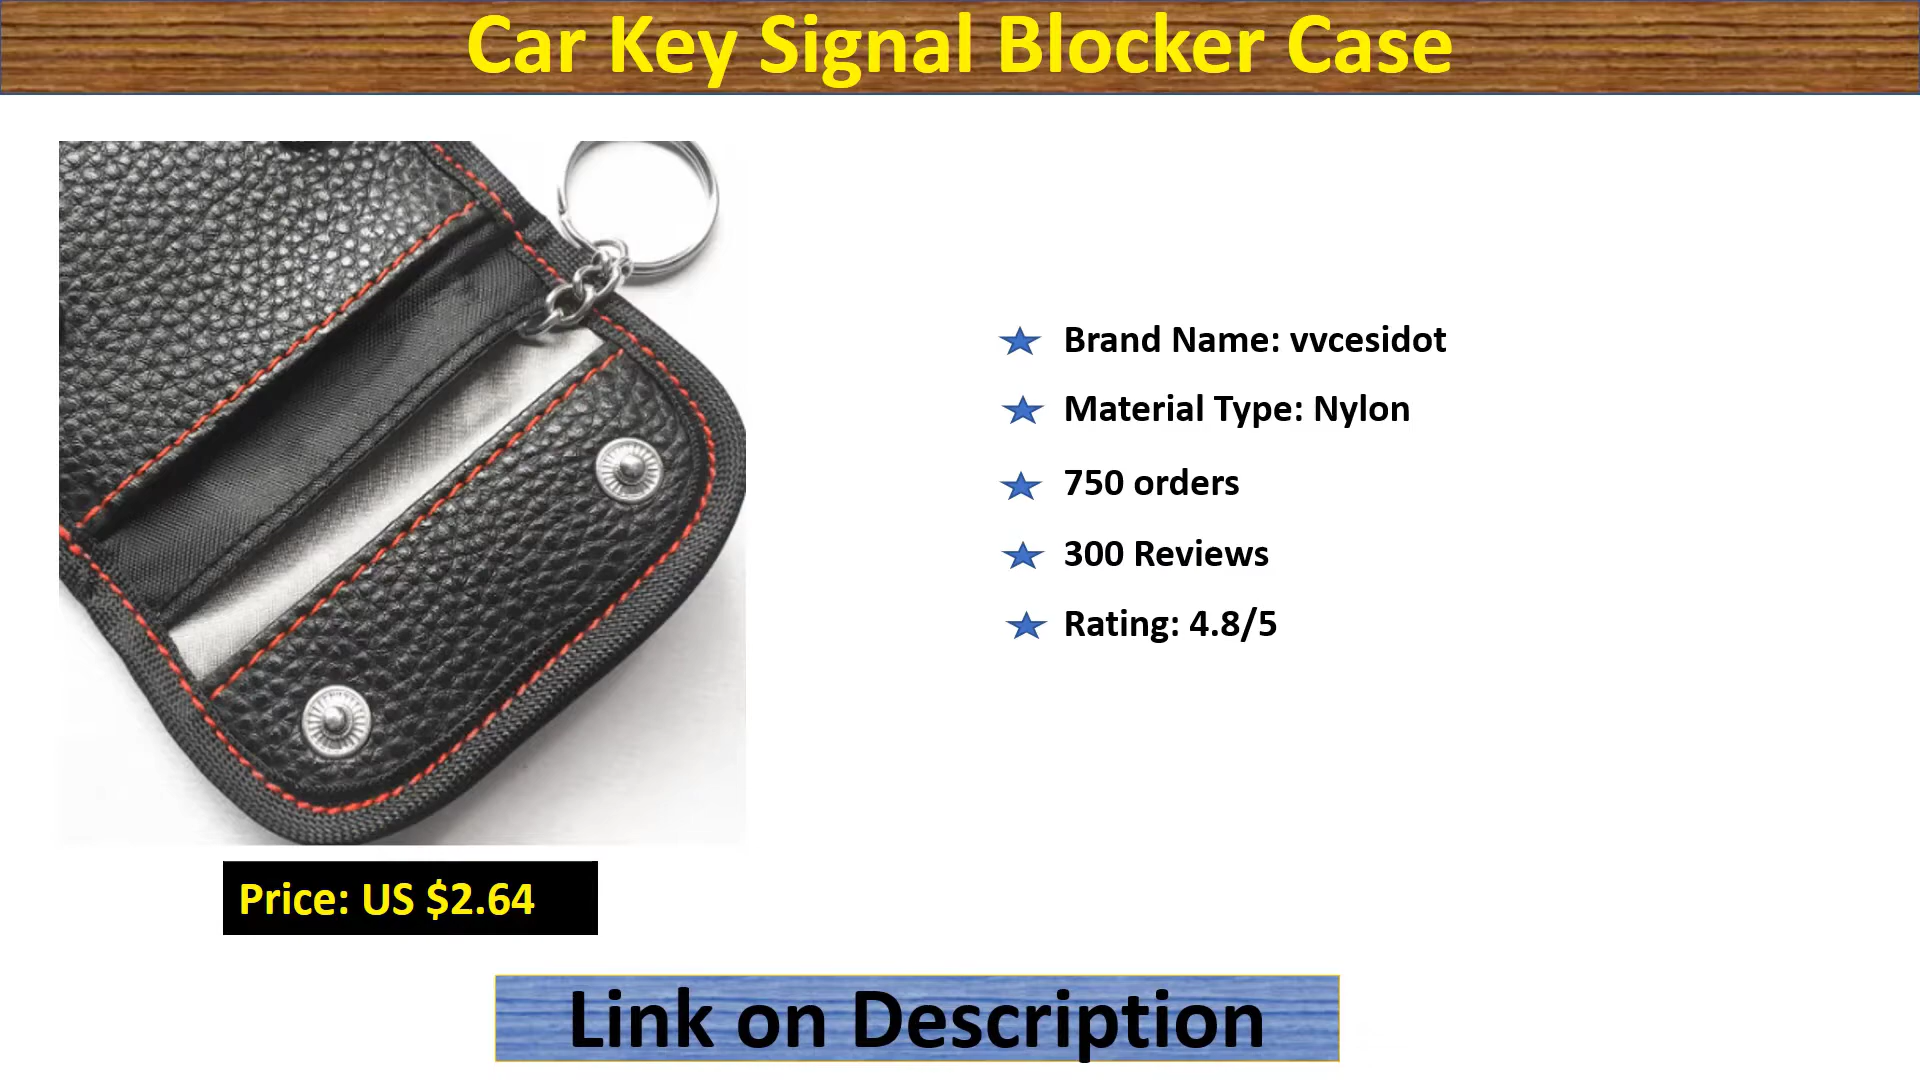 Car Key Signal Blocker Case
Brand Name: vvcesidot
Material Type: Nylon
750 orders
300 Reviews
Rating: 4.8/5
Price: US $2.64
Link on Description